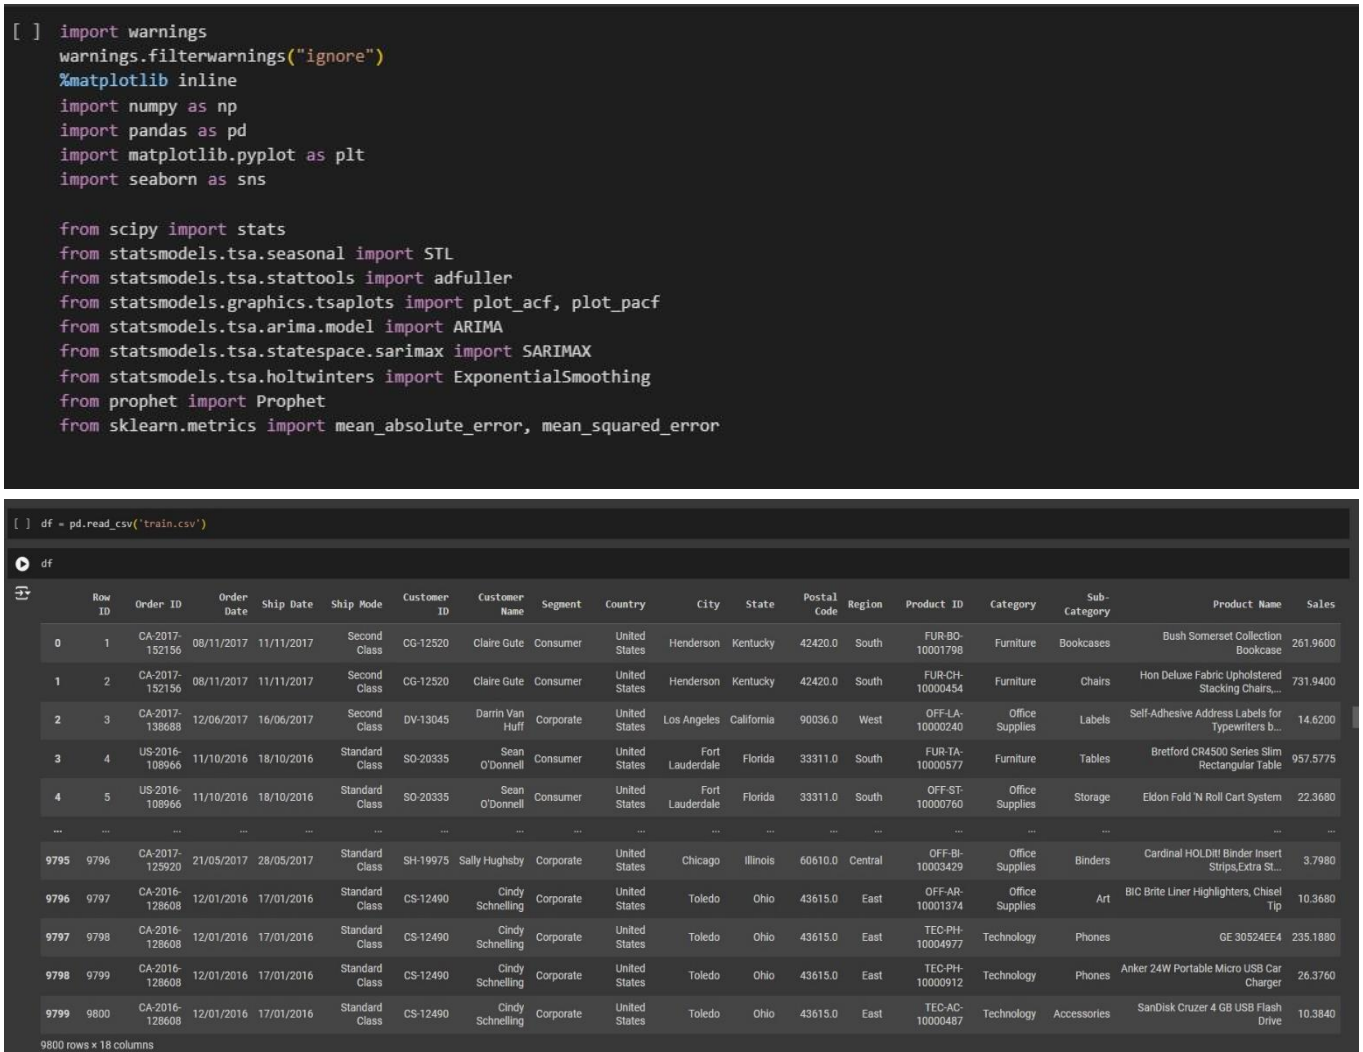 [ ] import warnings
warnings.filterwarnings("ignore")
%matplotlib inline
import numpy as np
import pandas as pd
import matplotlib.pyplot as plt
import seaborn as sns
from scipy import stats
from statsmodels.tsa.seasonal import STL
from statsmodels.tsa.stattools import adfuller
from statsmodels.graphics.tsaplots import plot_acf, plot_pacf
from statsmodels.tsa.arima.model import ARIMA
from statsmodels.tsa.statespace.sarimax import SARIMAX
from statsmodels.tsa.holtwinters import ExponentialSmoothing
from prophet import Prophet
from sklearn.metrics import mean_absolute_error, mean_squared_error
[ ] df = pd.read_csv('train.csv')
df
Row ID Order ID Order Date Ship Date Ship Mode Customer ID Customer Name Segment Country City State Postal Code Region Product ID Category Sub-Category Product Name Sales
0 1 CA-2017-152156 08/11/2017 11/11/2017 Second Class CG-12520 Claire Gute Consumer United States Henderson Kentucky 42420.0 South FUR-BO-10001798 Furniture Bookcases Bush Somerset Collection Bookcase 261.9600
1 2 CA-2017-152156 08/11/2017 11/11/2017 Second Class CG-12520 Claire Gute Consumer United States Henderson Kentucky 42420.0 South FUR-CH-10000454 Furniture Chairs Hon Deluxe Fabric Upholstered Stacking Chairs,... 731.9400
2 3 CA-2017-138688 12/06/2017 16/06/2017 Second Class DV-13045 Darrin Van Huff Corporate United States Los Angeles California 90036.0 West OFF-LA-10000240 Office Supplies Labels Self-Adhesive Address Labels for Typewriters b... 14.6200
3 4 US-2016-108966 11/10/2016 18/10/2016 Standard Class SO-20335 Sean O'Donnell Consumer United States Fort Lauderdale Florida 33311.0 South FUR-TA-10000577 Furniture Tables Bretford CR4500 Series Slim Rectangular Table 957.5775
4 5 US-2016-108966 11/10/2016 18/10/2016 Standard Class SO-20335 Sean O'Donnell Consumer United States Fort Lauderdale Florida 33311.0 South OFF-ST-10000760 Office Supplies Storage Eldon Fold 'N Roll Cart System 22.3680
... ... ... ... ... ... ... ... ... ... ... ... ... ... ... ... ... ... ...
9795 9796 CA-2017-125920 21/05/2017 28/05/2017 Standard Class SH-19975 Sally Hughsby Corporate United States Chicago Illinois 60610.0 Central OFF-BI-10003429 Office Supplies Binders Cardinal HOLDit! Binder Insert Strips,Extra St... 3.7980
9796 9797 CA-2016-128608 12/01/2016 17/01/2016 Standard Class CS-12490 Cindy Schnelling Corporate United States Toledo Ohio 43615.0 East OFF-AR-10001374 Office Supplies Art BIC Brite Liner Highlighters, Chisel Tip 10.3680
9797 9798 CA-2016-128608 12/01/2016 17/01/2016 Standard Class CS-12490 Cindy Schnelling Corporate United States Toledo Ohio 43615.0 East TEC-PH-10004977 Technology Phones GE 30524EE4 235.1880
9798 9799 CA-2016-128608 12/01/2016 17/01/2016 Standard Class CS-12490 Cindy Schnelling Corporate United States Toledo Ohio 43615.0 East TEC-PH-10000912 Technology Phones Anker 24W Portable Micro USB Car Charger 26.3760
9799 9800 CA-2016-128608 12/01/2016 17/01/2016 Standard Class CS-12490 Cindy Schnelling Corporate United States Toledo Ohio 43615.0 East TEC-AC-10000487 Technology Accessories SanDisk Cruzer 4 GB USB Flash Drive 10.3840
9800 rows × 18 columns